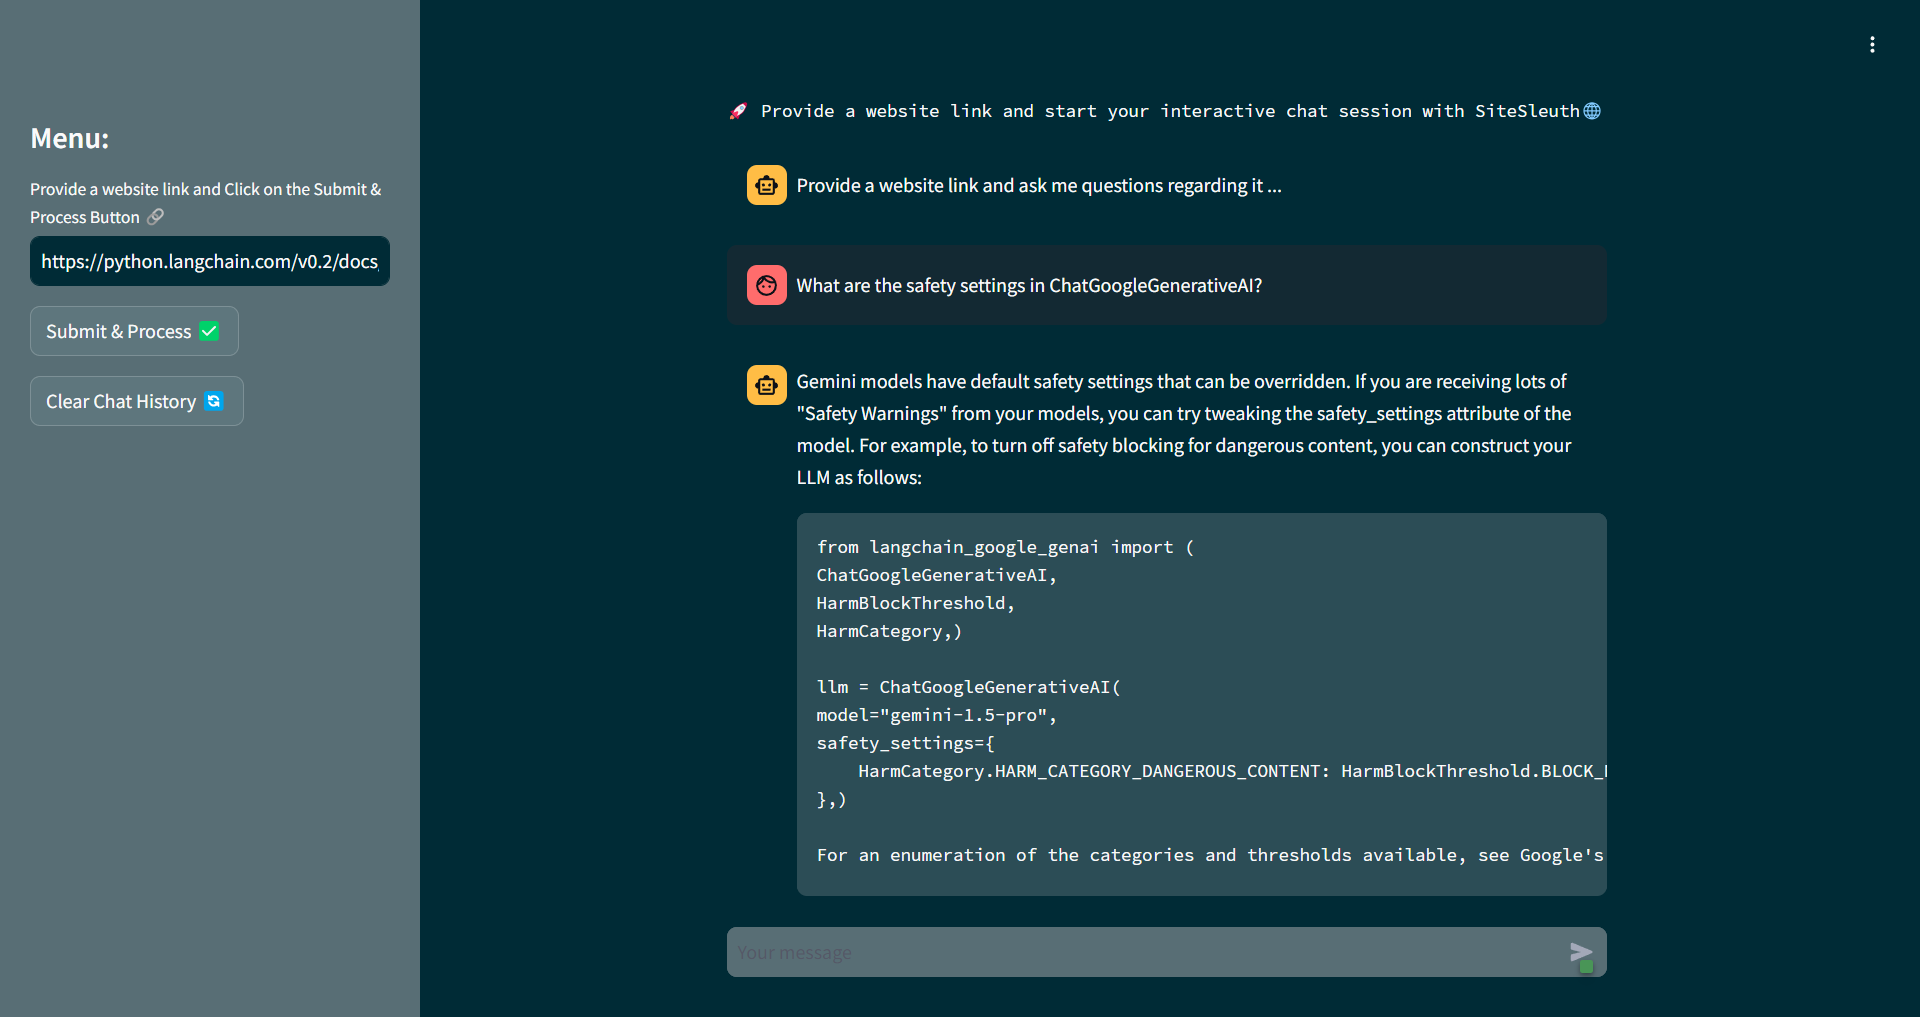 Menu:
Provide a website link and Click on the Submit &
Process Button
https://python.langchain.com/v0.2/docs
Submit & Process
Clear Chat History
Provide a website link and start your interactive chat session with SiteSleuth
Provide a website link and ask me questions regarding it ...
What are the safety settings in ChatGoogleGenerativeAI?
Gemini models have default safety settings that can be overridden. If you are receiving lots of
"Safety Warnings" from your models, you can try tweaking the safety_settings attribute of the
model. For example, to turn off safety blocking for dangerous content, you can construct your
LLM as follows:
from langchain_google_genai import (
ChatGoogleGenerativeAI,
HarmBlockThreshold,
HarmCategory,)
llm = ChatGoogleGenerativeAI(
model="gemini-1.5-pro",
safety_settings={
HarmCategory.HARM_CATEGORY_DANGEROUS_CONTENT: HarmBlockThreshold.BLOCK_
},)
For an enumeration of the categories and thresholds available, see Google's
Your message